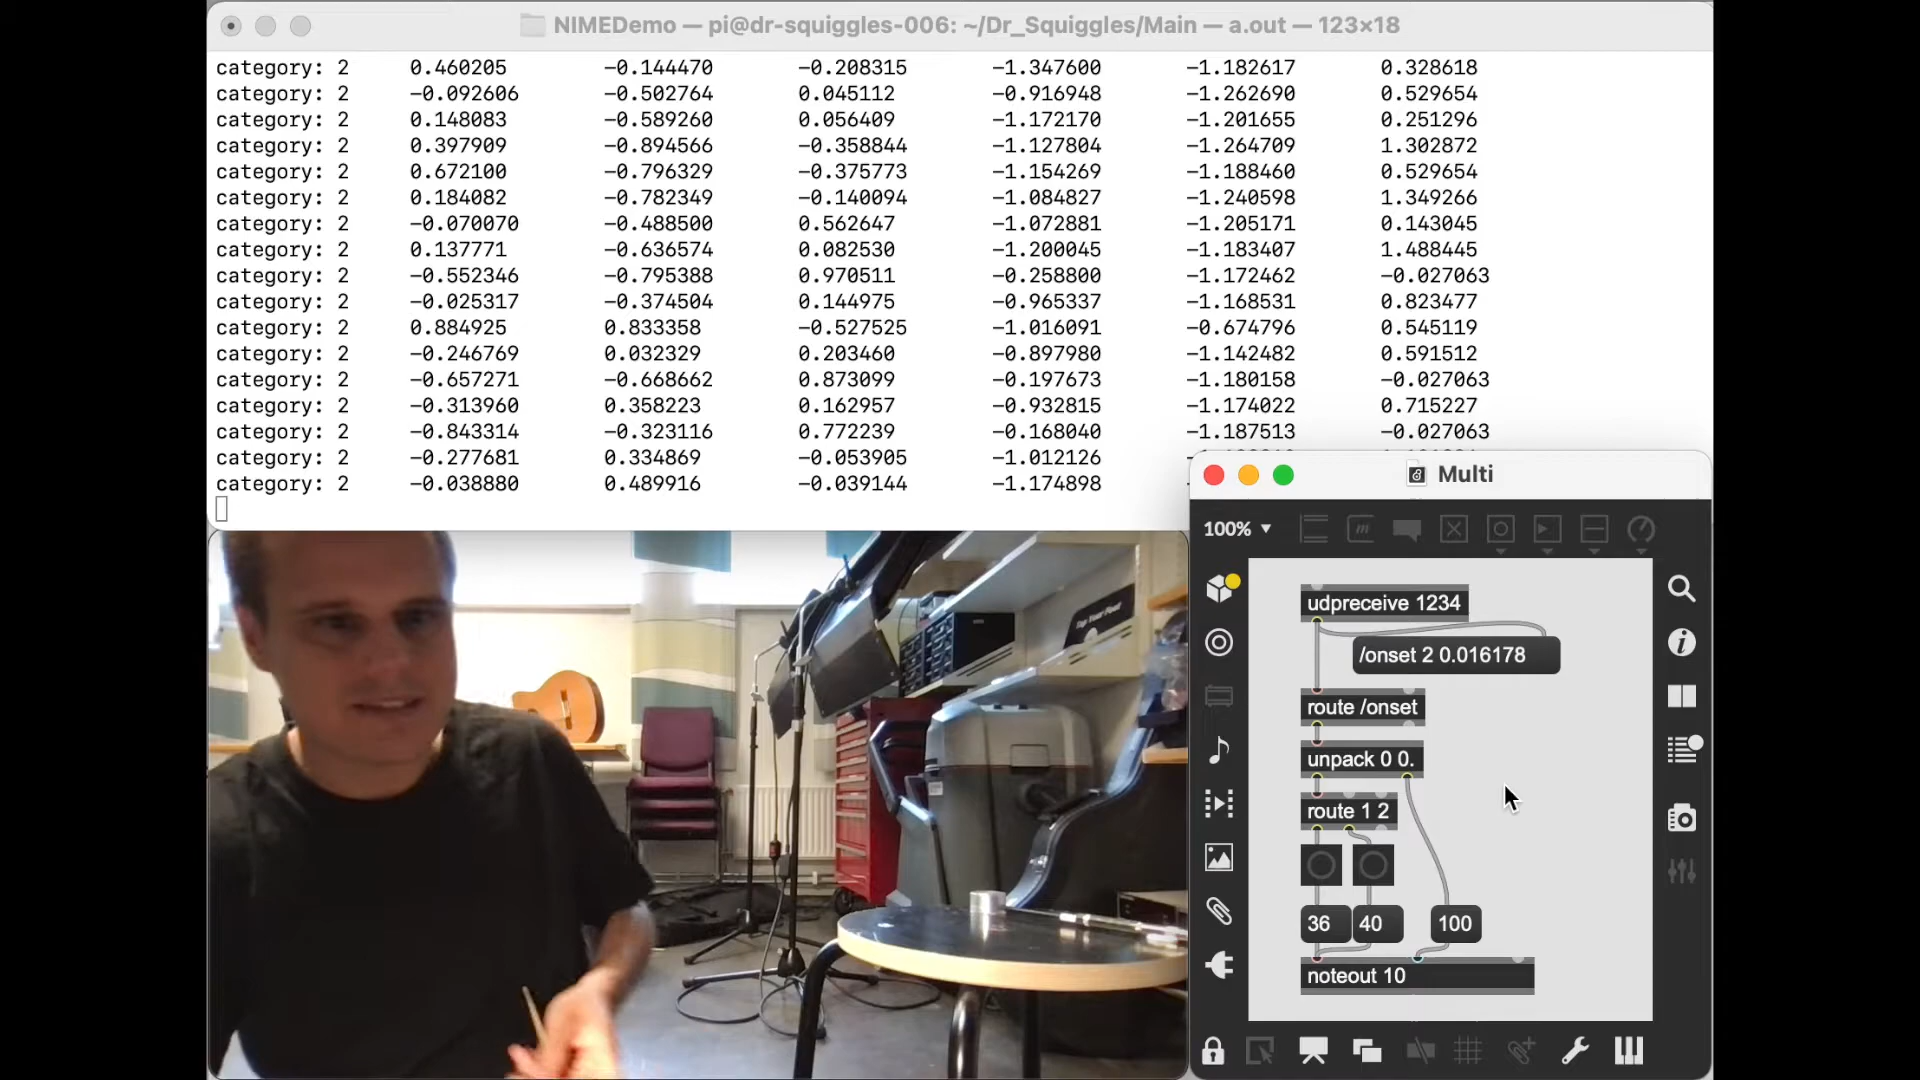 NIMEDemo — pi@dr-squiggles-006: ~/Dr_Squiggles/Main — a.out — 123×18
category: 2 0.460205 -0.144470 -0.208315 -1.347600 -1.182617 0.328618
category: 2 -0.092606 -0.502764 0.045112 -0.916948 -1.262690 0.529654
category: 2 0.148083 -0.589260 0.056409 -1.172170 -1.201655 0.251296
category: 2 0.397909 -0.894566 -0.358844 -1.127804 -1.264709 1.302872
category: 2 0.672100 -0.796329 -0.375773 -1.154269 -1.188460 0.529654
category: 2 0.184082 -0.782349 -0.140094 -1.084827 -1.240598 1.349266
category: 2 -0.070070 -0.488500 0.562647 -1.072881 -1.205171 0.143045
category: 2 0.137771 -0.636574 0.082530 -1.200045 -1.183407 1.488445
category: 2 -0.552346 -0.795388 0.970511 -0.258800 -1.172462 -0.027063
category: 2 -0.025317 -0.374504 0.144975 -0.965337 -1.168531 0.823477
category: 2 0.884925 0.833358 -0.527525 -1.016091 -0.674796 0.545119
category: 2 -0.246769 0.032329 0.203460 -0.897980 -1.142482 0.591512
category: 2 -0.657271 -0.668662 0.873099 -0.197673 -1.180158 -0.027063
category: 2 -0.313960 0.358223 0.162957 -0.932815 -1.174022 0.715227
category: 2 -0.843314 -0.323116 0.772239 -0.168040 -1.187513 -0.027063
category: 2 -0.277681 0.334869 -0.053905 -1.012126
category: 2 -0.038880 0.489916 -0.039144 -1.174898
Multi
100%
udpreceive 1234
/onset 2 0.016178
route /onset
unpack 0 0.
route 1 2
36 40 100
noteout 10